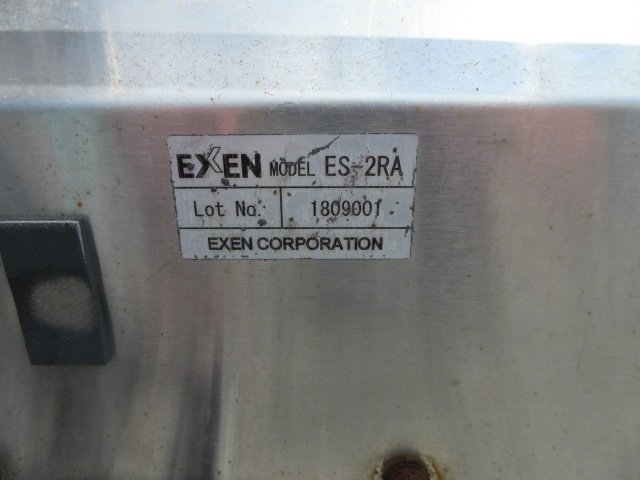 EXEN MODEL ES-2RA
Lot No. 1809001
EXEN CORPORATION